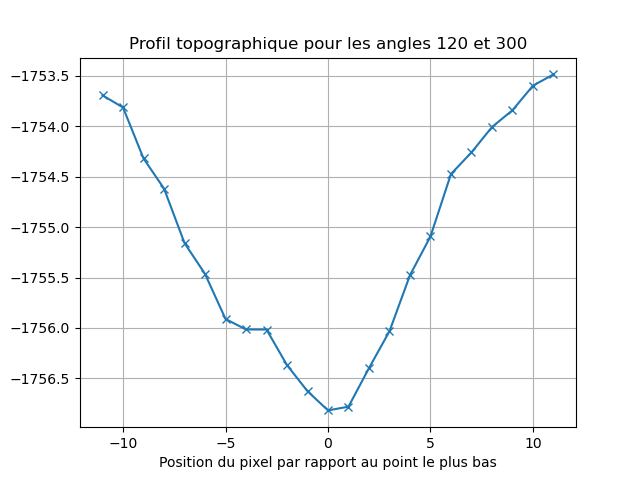 Profil topographique pour les angles 120 et 300
−1753.5
−1754.0
−1754.5
−1755.0
−1755.5
−1756.0
−1756.5
−10 −5 0 5 10
Position du pixel par rapport au point le plus bas